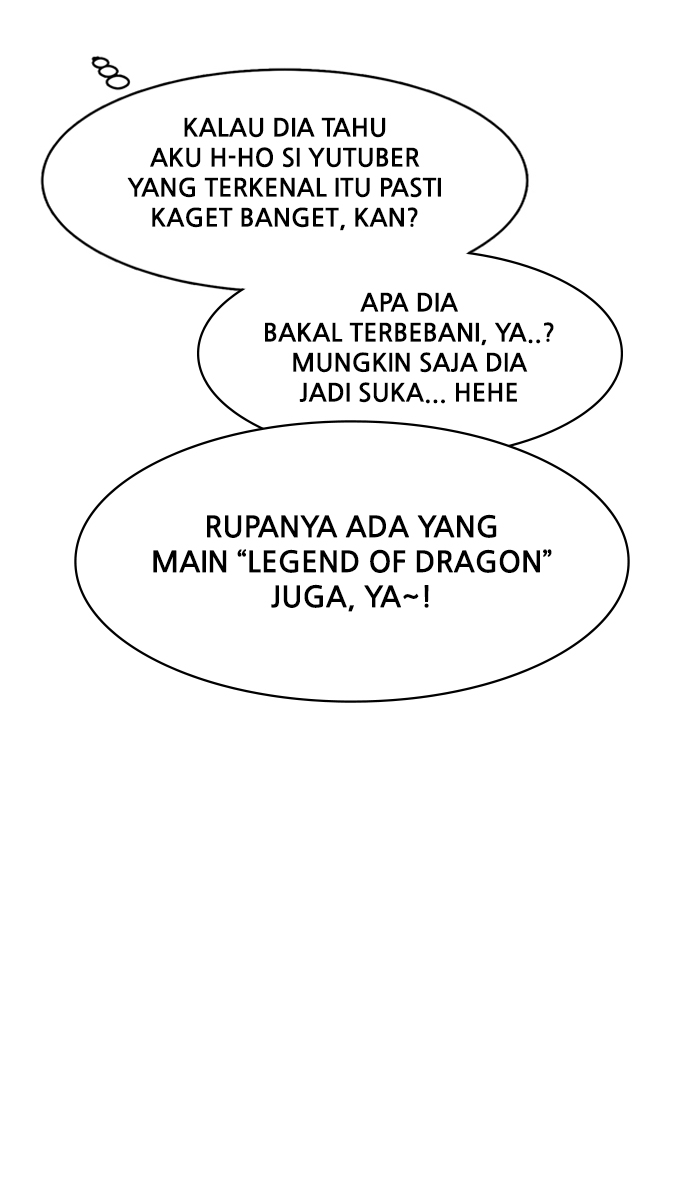 KALAU DIA TAHU
AKU H-HO SI YUTUBER
YANG TERKENAL ITU PASTI
KAGET BANGET, KAN?
APA DIA
BAKAL TERBEBANI, YA..?
MUNGKIN SAJA DIA
JADI SUKA... HEHE
RUPANYA ADA YANG
MAIN “LEGEND OF DRAGON”
JUGA, YA~!